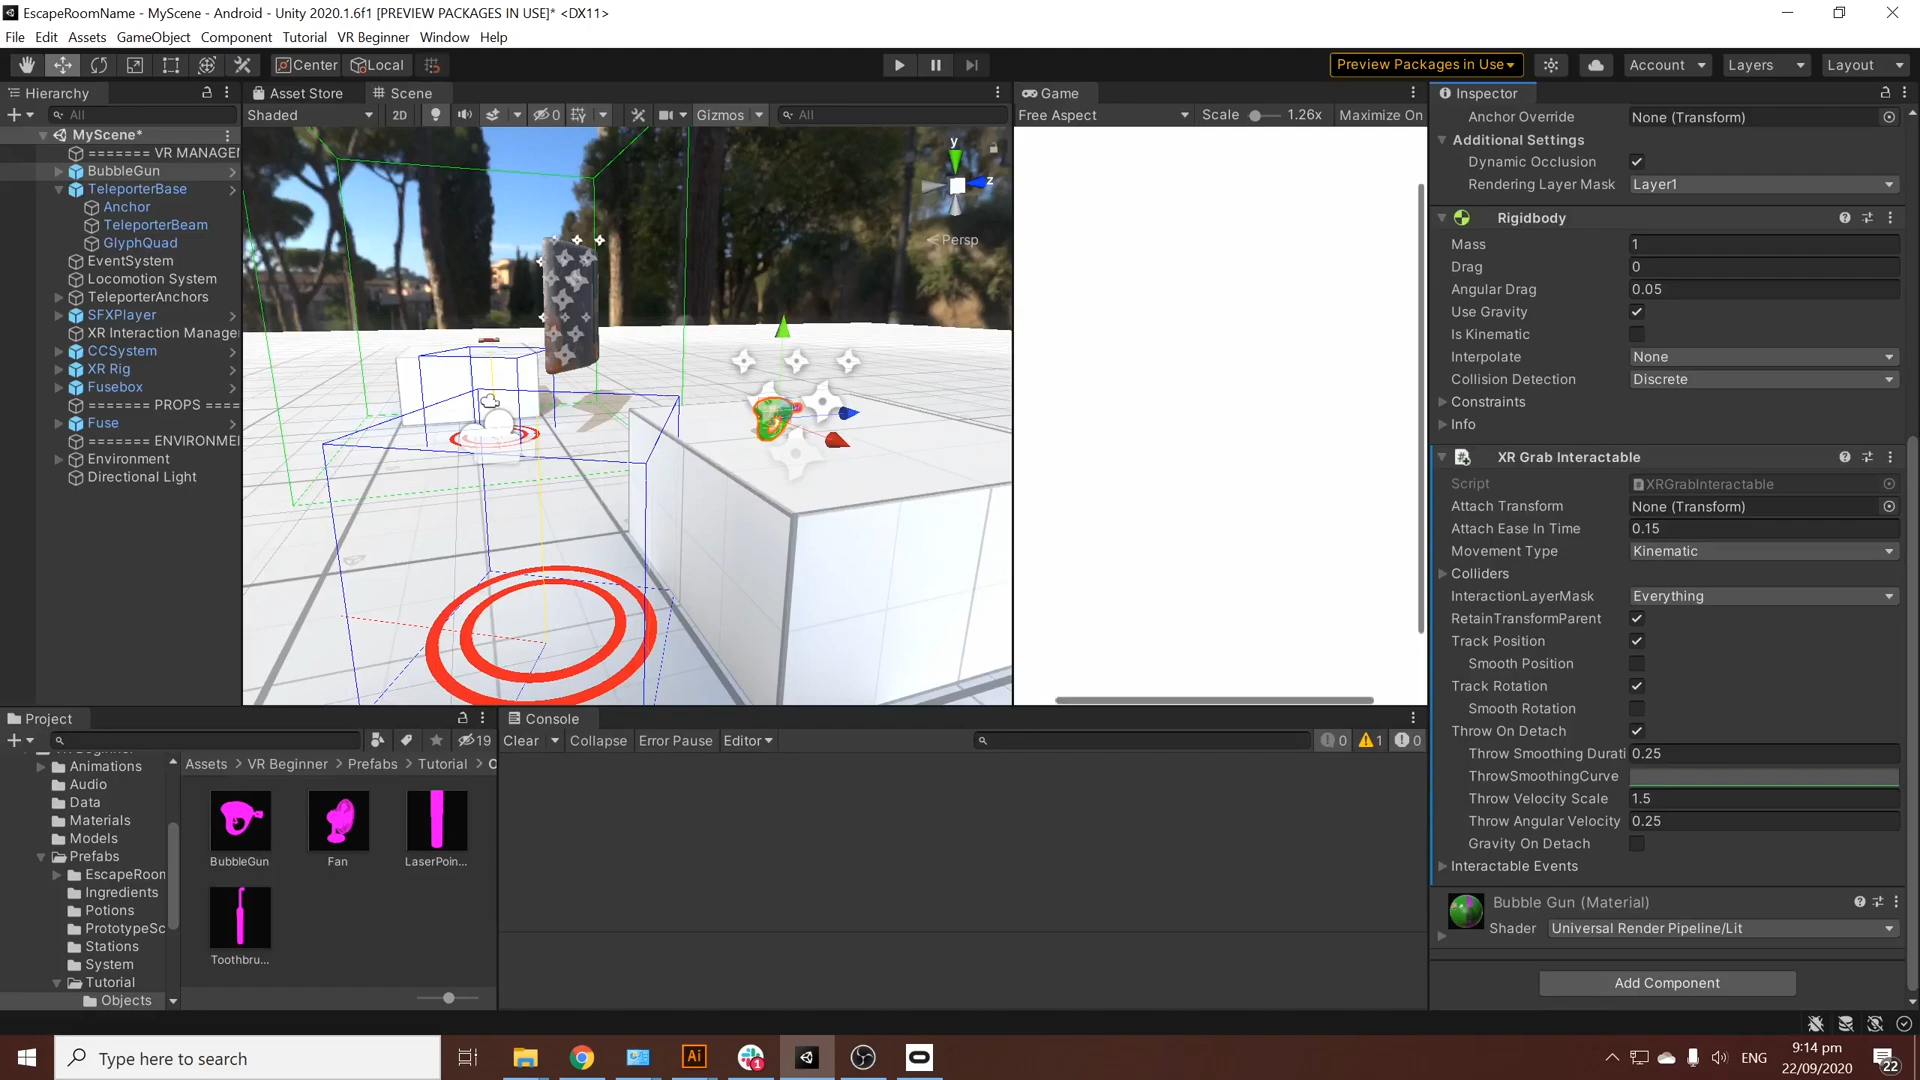 EscapeRoomName - MyScene - Android - Unity 2020.1.6f1 [PREVIEW PACKAGES IN USE]* <DX11>
File Edit Assets GameObject Component Tutorial VR Beginner Window Help
Center Local
Preview Packages in Use
Account Layers Layout
Hierarchy
All
MyScene*
======= VR MANAGEM
BubbleGun
TeleporterBase
Anchor
TeleporterBeam
GlyphQuad
EventSystem
Locomotion System
TeleporterAnchors
SFXPlayer
XR Interaction Manage
CCSystem
XR Rig
Fusebox
======= PROPS ====
Fuse
======= ENVIRONME
Environment
Directional Light
Asset Store Scene
Shaded 2D 0 Gizmos All
y
z
Persp
Game
Free Aspect Scale 1.26x Maximize On
Inspector
Anchor Override None (Transform)
Additional Settings
Dynamic Occlusion
Rendering Layer Mask Layer1
Rigidbody
Mass 1
Drag 0
Angular Drag 0.05
Use Gravity
Is Kinematic
Interpolate None
Collision Detection Discrete
Constraints
Info
XR Grab Interactable
Script XRGrabInteractable
Attach Transform None (Transform)
Attach Ease In Time 0.15
Movement Type Kinematic
Colliders
InteractionLayerMask Everything
RetainTransformParent
Track Position
Smooth Position
Track Rotation
Smooth Rotation
Throw On Detach
Throw Smoothing Durati 0.25
ThrowSmoothingCurve
Throw Velocity Scale 1.5
Throw Angular Velocity 0.25
Gravity On Detach
Interactable Events
Bubble Gun (Material)
Shader Universal Render Pipeline/Lit
Add Component
Project
19
Animations
Audio
Data
Materials
Models
Prefabs
EscapeRoom
Ingredients
Potions
PrototypeSc
Stations
System
Tutorial
Objects
Assets > VR Beginner > Prefabs > Tutorial > O
BubbleGun Fan LaserPoin...
Toothbru...
Console
Clear Collapse Error Pause Editor 0 1 0
Type here to search
Ai
1
ENG
9:14 pm
22/09/2020
22